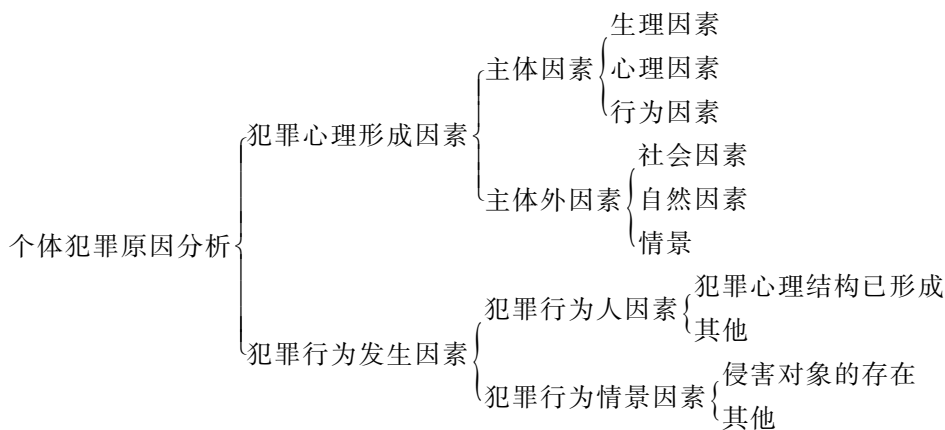 生理因素
主体因素
心理因素
行为因素
犯罪心理形成因素
社会因素
主体外因素
自然因素
情景
个体犯罪原因分析
犯罪心理结构已形成
犯罪行为人因素
其他
犯罪行为发生因素
侵害对象的存在
犯罪行为情景因素
其他